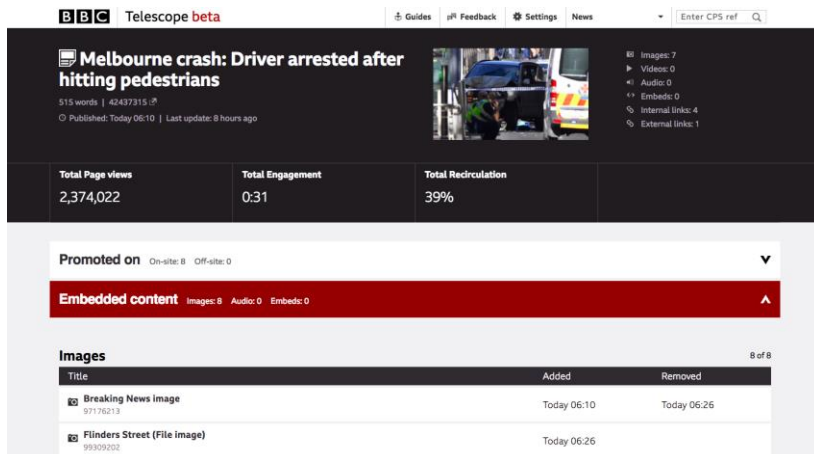 BBC Telescope beta Guides Feedback Settings News Enter CPS ref
Melbourne crash: Driver arrested after
hitting pedestrians
515 words | 42437315
Published: Today 06:10 | Last update: 8 hours ago
Images: 7
Videos: 0
Audio: 0
Embeds: 0
Internal links: 4
External links: 1
Total Page views Total Engagement Total Recirculation
2,374,022 0:31 39%
Promoted on On-site: 8 Off-site: 0
Embedded content Images: 8 Audio: 0 Embeds: 0
Images 8 of 8
Title Added Removed
Breaking News image Today 06:10 Today 06:26
97176213
Flinders Street (File image) Today 06:26
99309202